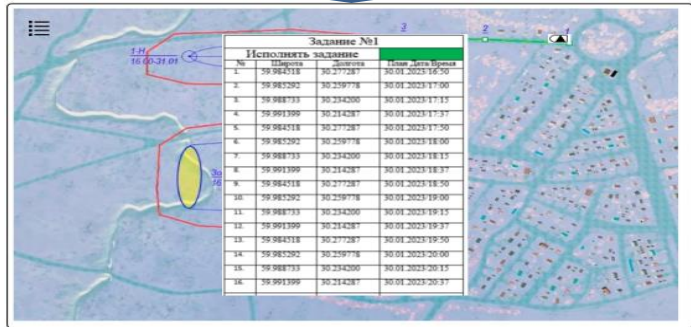 Задание №1
Исполнять задание
№ Широта Долгота План Дата/Время
1. 59.984518 30.277287 30.01.2023/16:50
2. 59.985292 30.259778 30.01.2023/17:00
3. 59.988733 30.234200 30.01.2023/17:15
4. 59.991399 30.214287 30.01.2023/17:37
5. 59.984518 30.277287 30.01.2023/17:50
6. 59.985292 30.259778 30.01.2023/18:00
7. 59.988733 30.234200 30.01.2023/18:15
8. 59.991399 30.214287 30.01.2023/18:37
9. 59.984518 30.277287 30.01.2023/18:50
10. 59.985292 30.259778 30.01.2023/19:00
11. 59.988733 30.234200 30.01.2023/19:15
12. 59.991399 30.214287 30.01.2023/19:37
13. 59.984518 30.277287 30.01.2023/19:50
14. 59.985292 30.259778 30.01.2023/20:00
15. 59.988733 30.234200 30.01.2023/20:15
16. 59.991399 30.214287 30.01.2023/20:37
1-Н
16.00-31.01
3
2
1